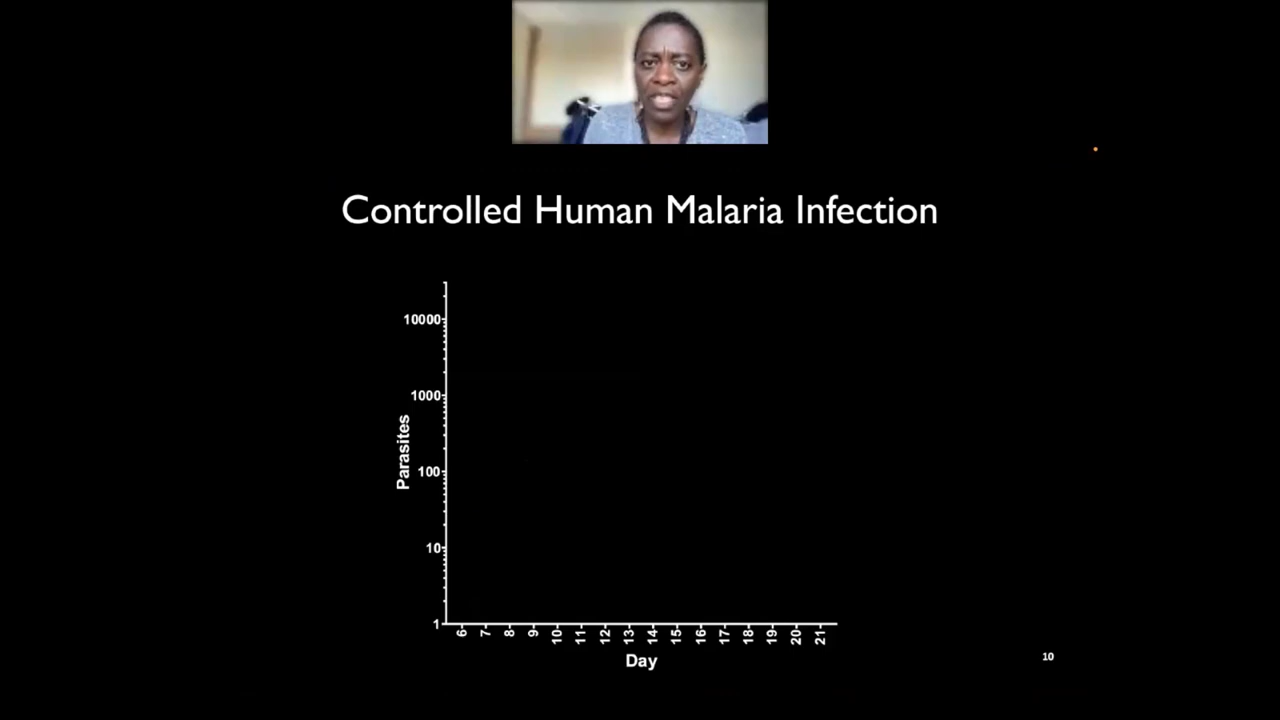 Controlled Human Malaria Infection
10000
1000
100
10
1
Parasites
6 7 8 9 10 11 12 13 14 15 16 17 18 19 20 21
Day
10